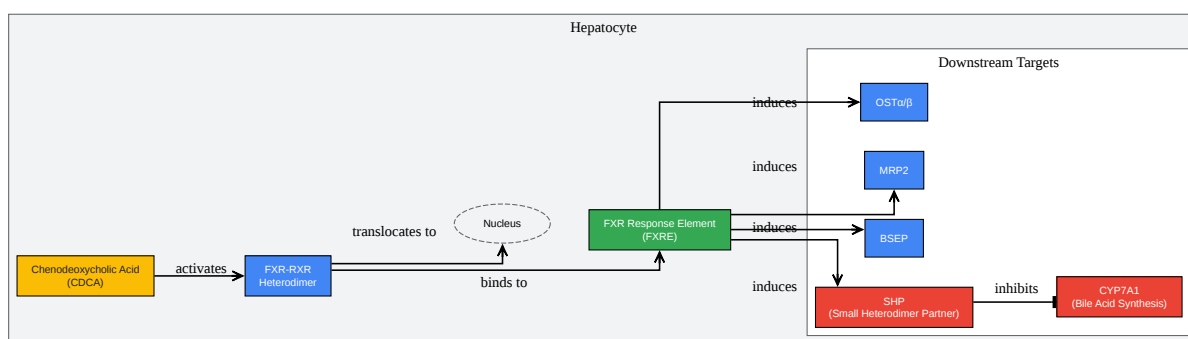 Hepatocyte
Downstream Targets
induces
OSTα/β
induces
MRP2
Nucleus
translocates to
FXR Response Element
(FXRE)
induces
BSEP
Chenodeoxycholic Acid
(CDCA)
activates
FXR-RXR
Heterodimer
binds to
induces
SHP
(Small Heterodimer Partner)
inhibits
CYP7A1
(Bile Acid Synthesis)